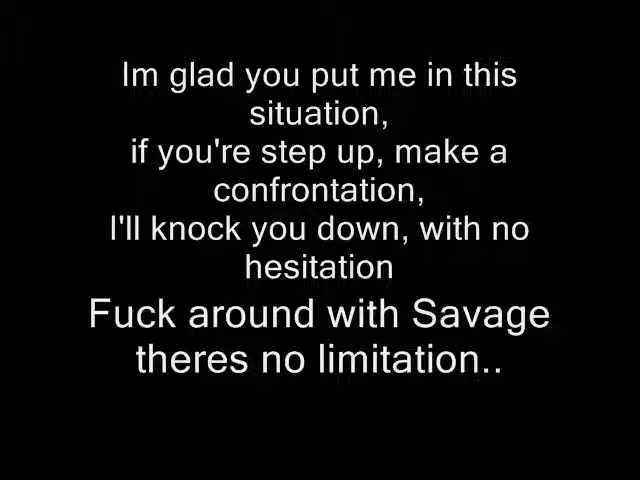 Im glad you put me in this
situation,
if you're step up, make a
confrontation,
I'll knock you down, with no
hesitation
Fuck around with Savage
theres no limitation..